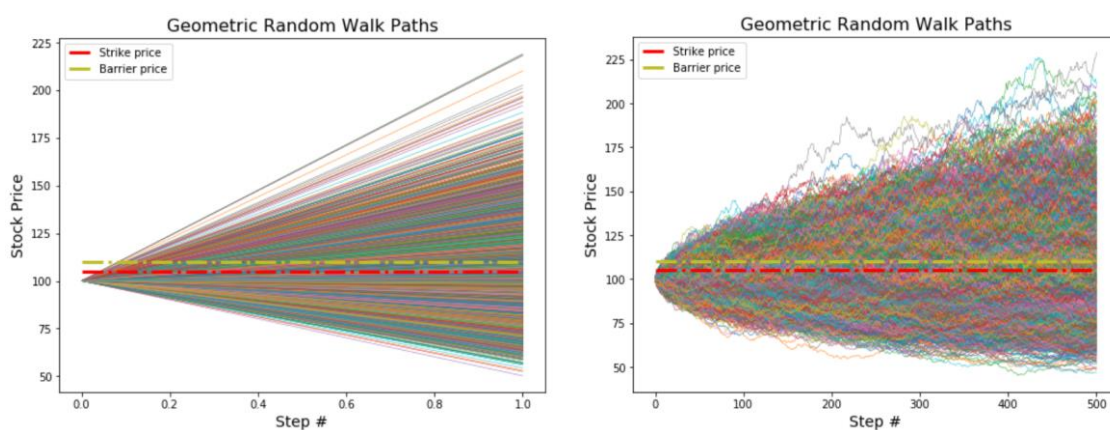 Geometric Random Walk Paths
Strike price
Barrier price
225
200
175
150
125
100
75
50
Stock Price
0.0 0.2 0.4 0.6 0.8 1.0
Step #
Geometric Random Walk Paths
Strike price
Barrier price
225
200
175
150
125
100
75
50
Stock Price
0 100 200 300 400 500
Step #